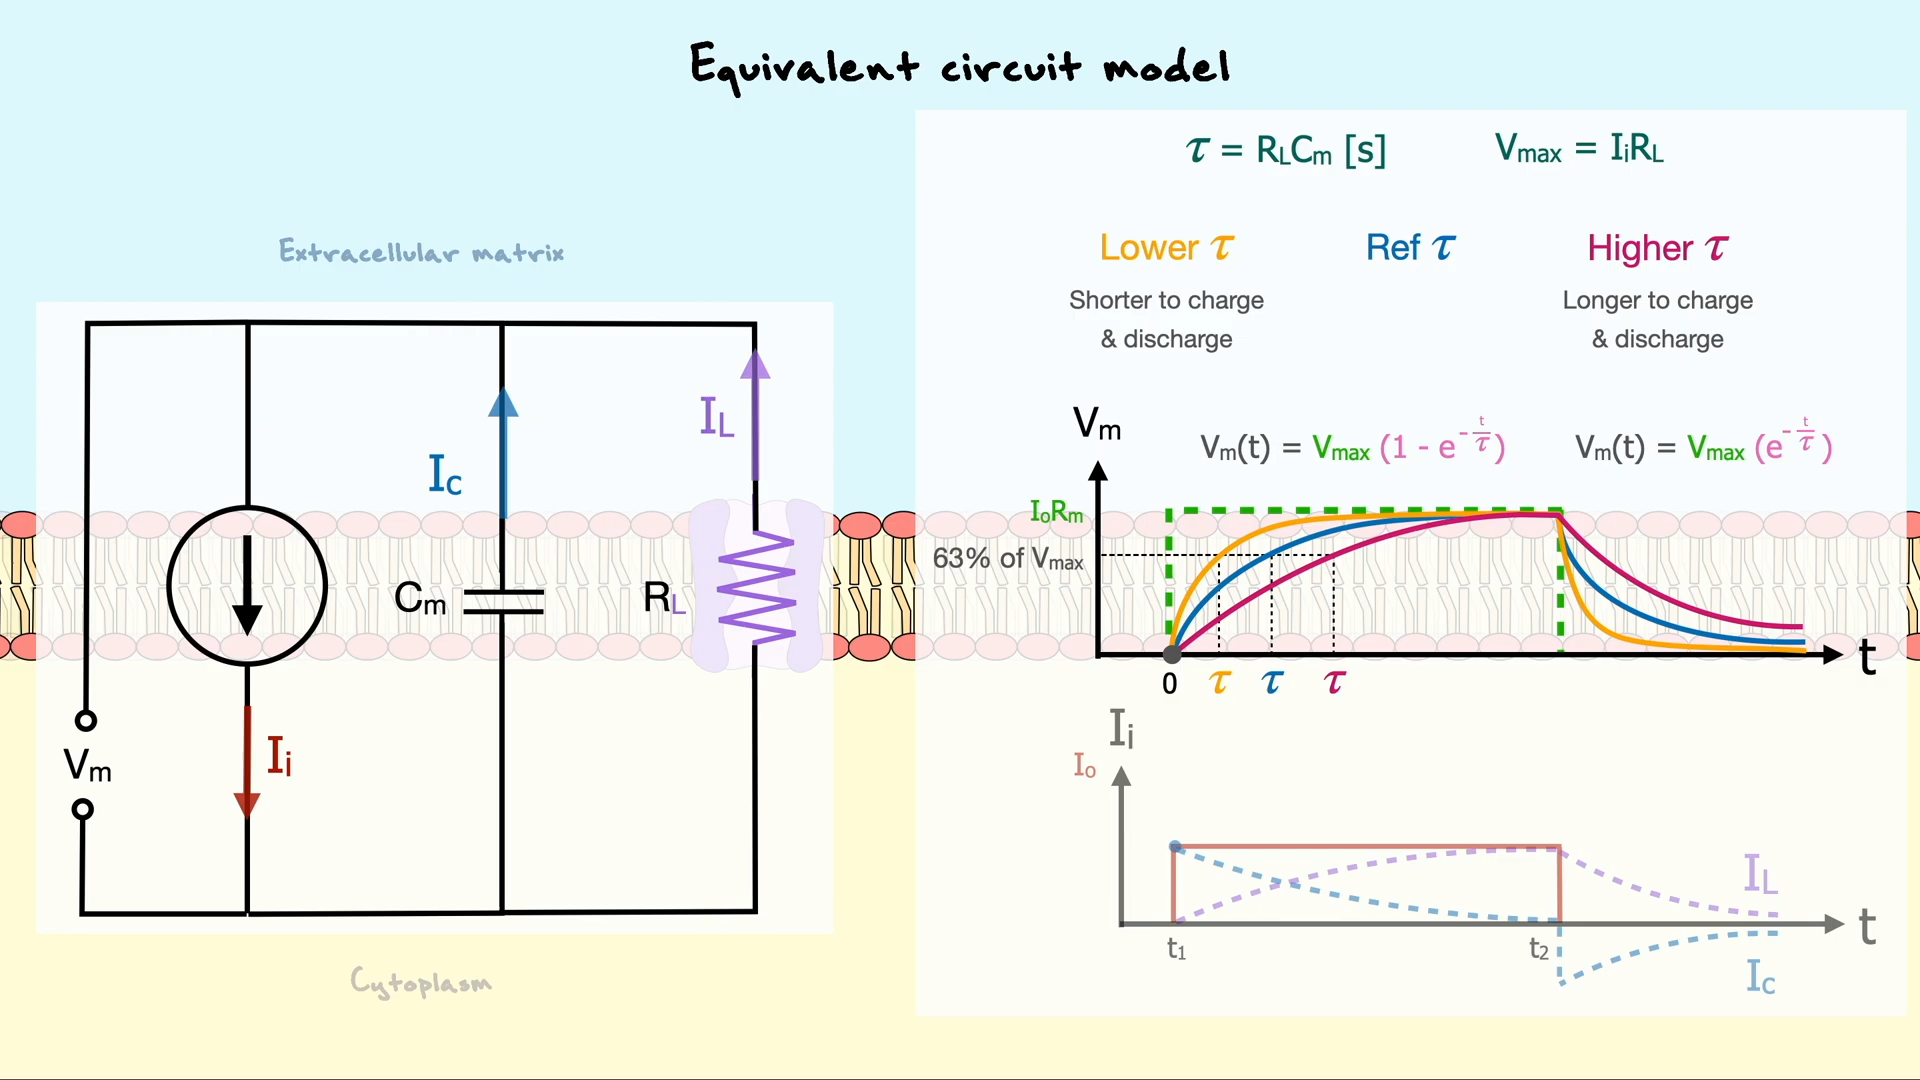 Equivalent circuit model
τ = RLCm [s]
Vmax = IiRL
Extracellular matrix
Lower τ
Ref τ
Higher τ
Shorter to charge
& discharge
Longer to charge
& discharge
IL
IC
Cm
RL
Vm
Ii
Cytoplasm
Vm
Vm(t) = Vmax (1 - e^-t/τ)
Vm(t) = Vmax (e^-t/τ)
IoRm
63% of Vmax
0
τ
τ
τ
t
Ii
Io
IL
t
t1
t2
IC